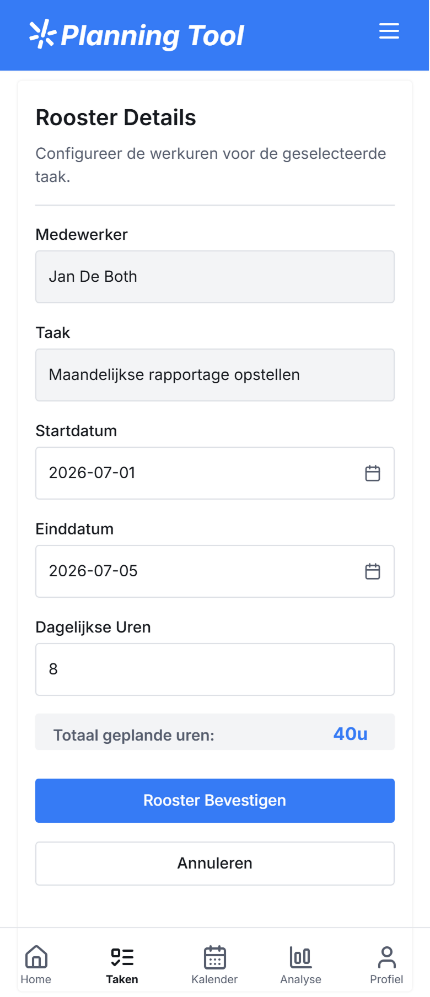 Planning Tool
Rooster Details
Configureer de werkuren voor de geselecteerde
taak.
Medewerker
Jan De Both
Taak
Maandelijkse rapportage opstellen
Startdatum
2026-07-01
Einddatum
2026-07-05
Dagelijkse Uren
8
Totaal geplande uren: 40u
Rooster Bevestigen
Annuleren
Home Taken Kalender Analyse Profiel